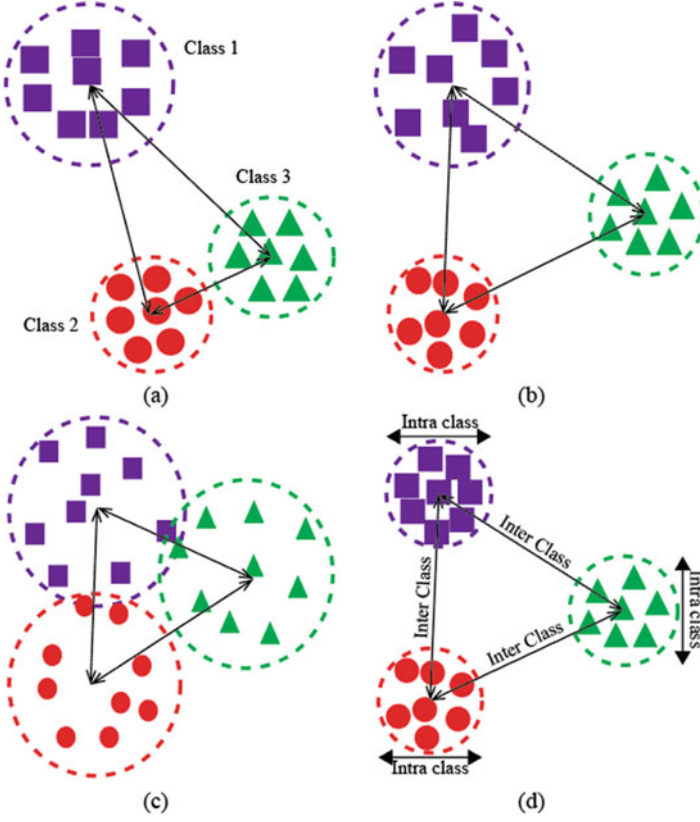 Class 1
Class 3
Class 2
(a)
(b)
Intra class
Inter Class
Inter Class
Inter Class
Intra class
Intra class
(c)
(d)